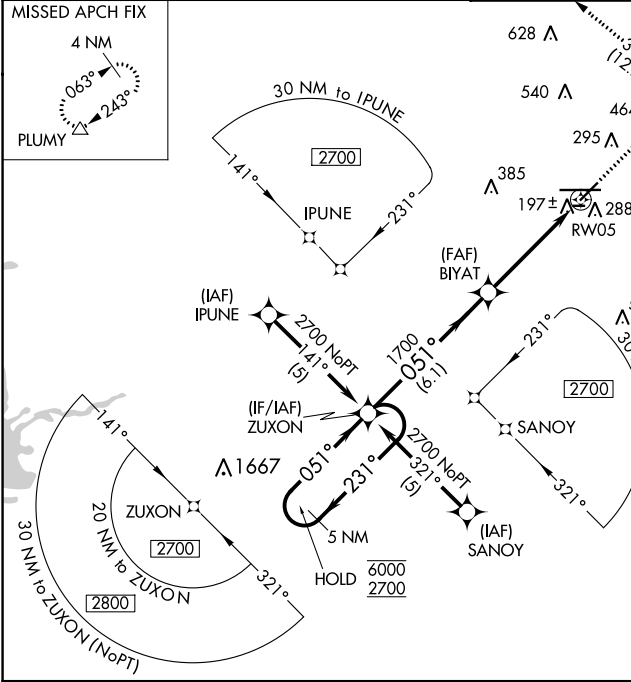 MISSED APCH FIX
4 NM
063°
243°
PLUMY
628
540
295
385
197±
288
RW05
30 NM to IPUNE
2700
141°
231°
IPUNE
(FAF)
BIYAT
(IAF)
IPUNE
2700 NoPT
141°
(5)
1700
051°
(6.1)
(IF/IAF)
ZUXON
2700 NoPT
321°
(5)
051°
231°
1667
5 NM
HOLD
6000
2700
(IAF)
SANOY
231°
2700
SANOY
321°
141°
ZUXON
2700
20 NM to ZUXON
321°
2800
30 NM to ZUXON (NoPT)